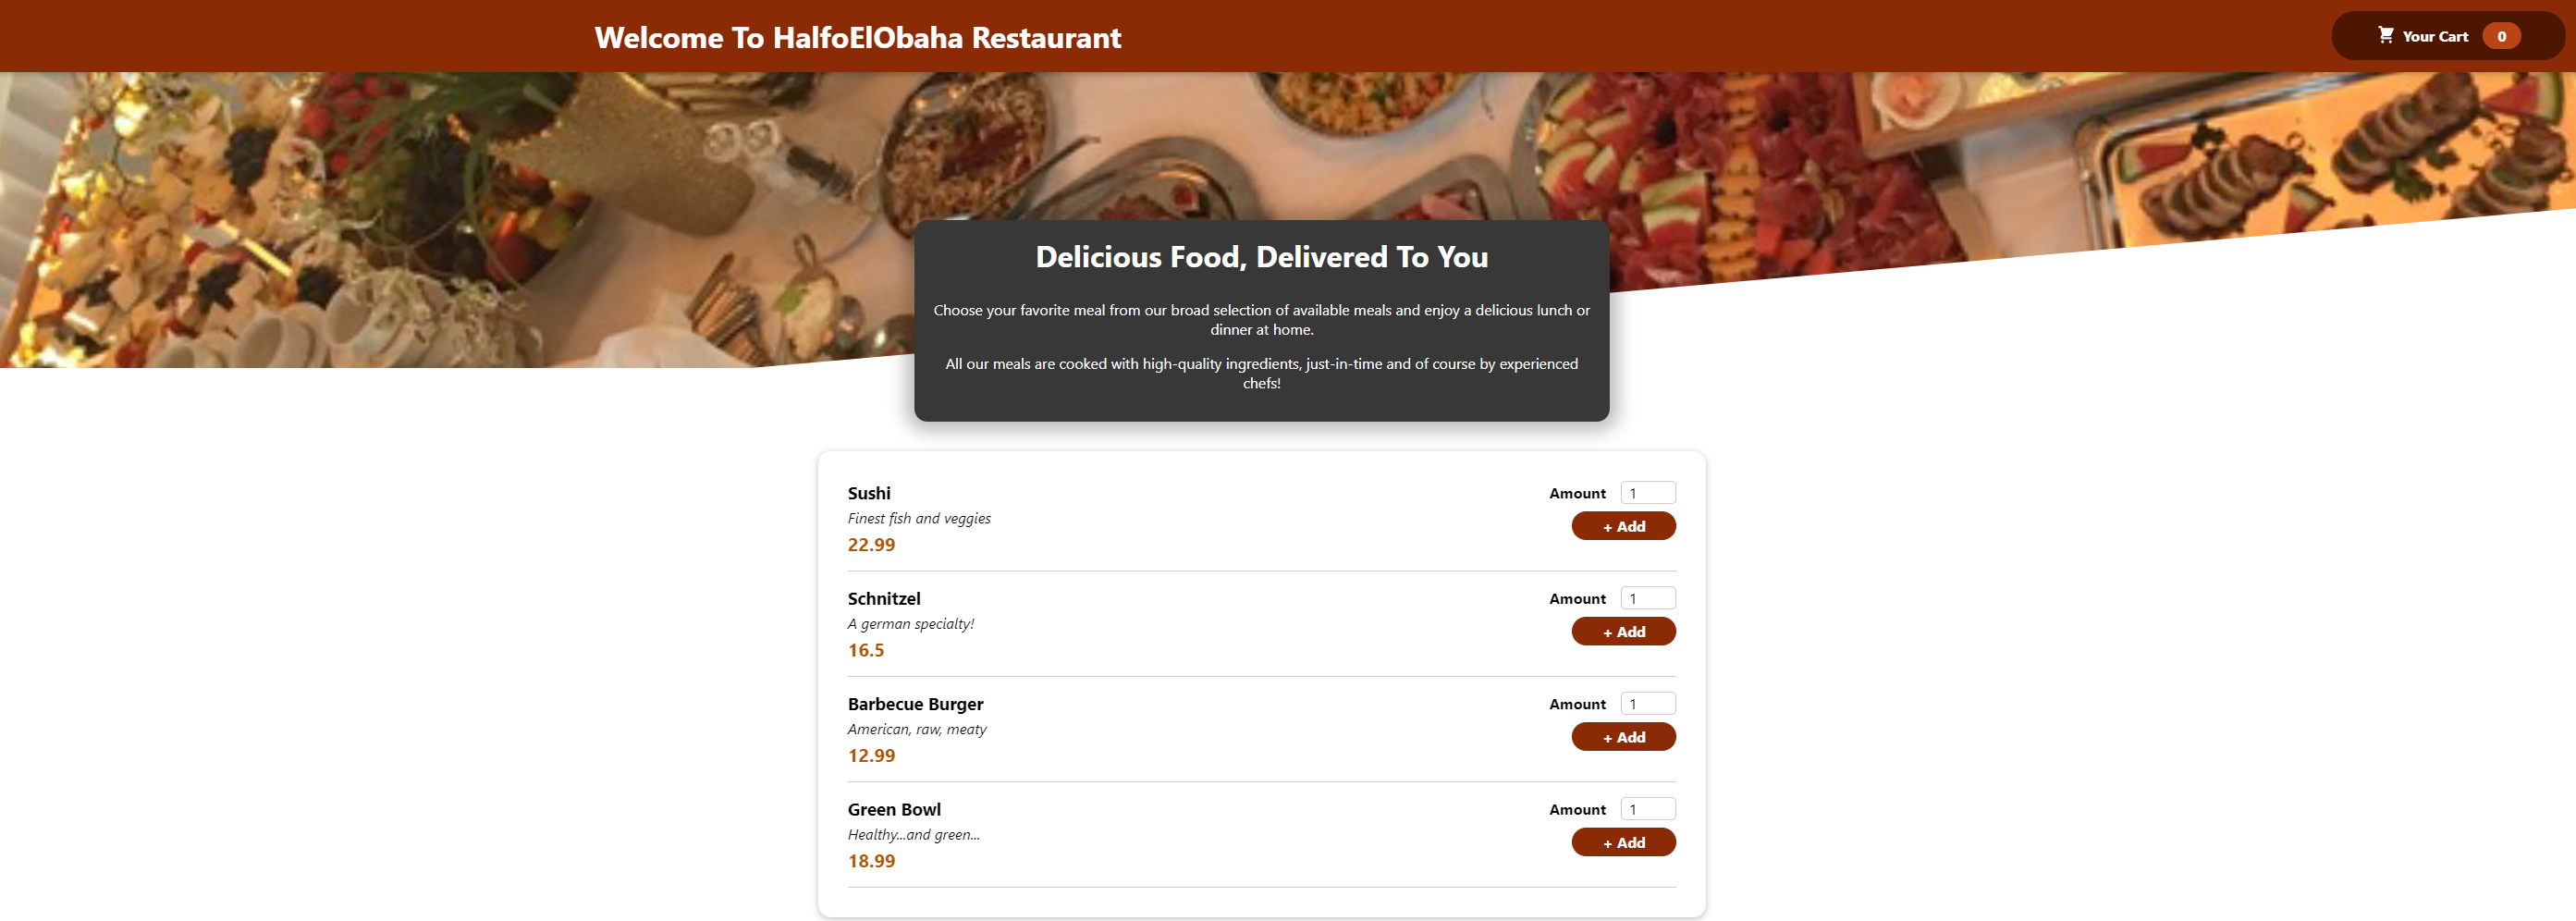 Welcome To HalfoElObaha Restaurant
Your Cart 0
Delicious Food, Delivered To You
Choose your favorite meal from our broad selection of available meals and enjoy a delicious lunch or
dinner at home.
All our meals are cooked with high-quality ingredients, just-in-time and of course by experienced
chefs!
Sushi
Finest fish and veggies
22.99
Amount 1
+ Add
Schnitzel
A german specialty!
16.5
Amount 1
+ Add
Barbecue Burger
American, raw, meaty
12.99
Amount 1
+ Add
Green Bowl
Healthy...and green...
18.99
Amount 1
+ Add